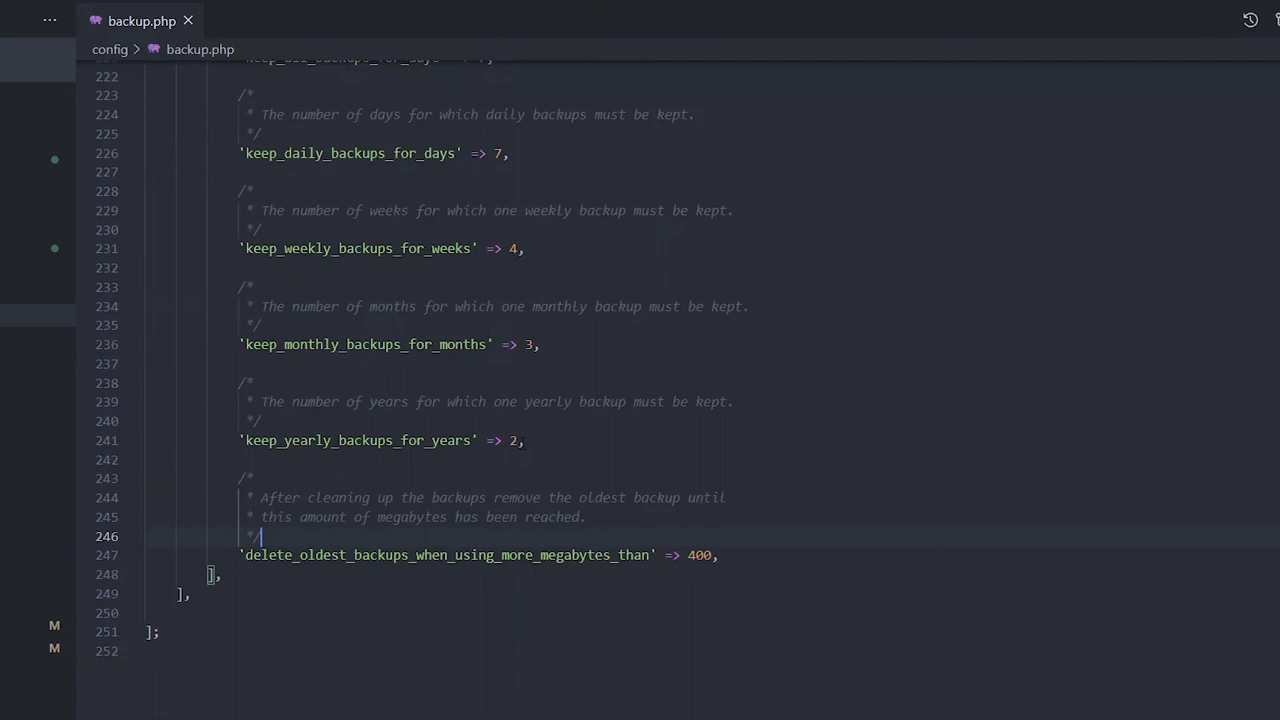 ... backup.php ×
config > backup.php
222
223 /*
224 * The number of days for which daily backups must be kept.
225 */
226 'keep_daily_backups_for_days' => 7,
227
228 /*
229 * The number of weeks for which one weekly backup must be kept.
230 */
231 'keep_weekly_backups_for_weeks' => 4,
232
233 /*
234 * The number of months for which one monthly backup must be kept.
235 */
236 'keep_monthly_backups_for_months' => 3,
237
238 /*
239 * The number of years for which one yearly backup must be kept.
240 */
241 'keep_yearly_backups_for_years' => 2,
242
243 /*
244 * After cleaning up the backups remove the oldest backup until
245 * this amount of megabytes has been reached.
246 */
247 'delete_oldest_backups_when_using_more_megabytes_than' => 400,
248 ],
249 ],
250
M
251 ];
M
252